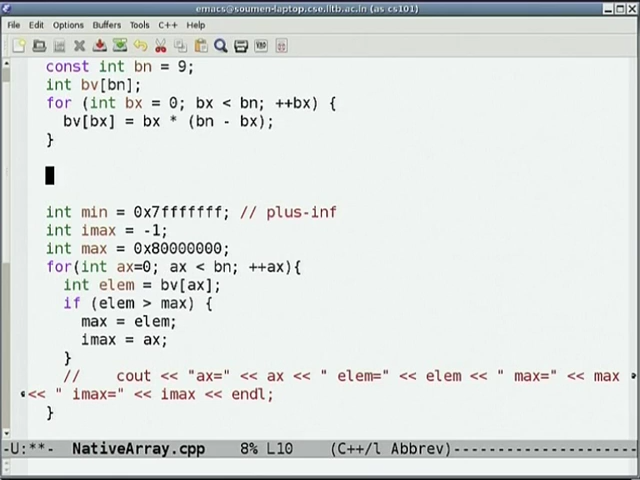 emacs@soumen-laptop.cse.iitb.ac.in (as cs101)
File Edit Options Buffers Tools C++ Help
const int bn = 9;
int bv[bn];
for (int bx = 0; bx < bn; ++bx) {
bv[bx] = bx * (bn - bx);
}
int min = 0x7fffffff; // plus-inf
int imax = -1;
int max = 0x80000000;
for(int ax=0; ax < bn; ++ax){
int elem = bv[ax];
if (elem > max) {
max = elem;
imax = ax;
}
// cout << "ax=" << ax << " elem=" << elem << " max=" << max
<< " imax=" << imax << endl;
}
-U:**- NativeArray.cpp 8% L10 (C++/l Abbrev)-----------------------